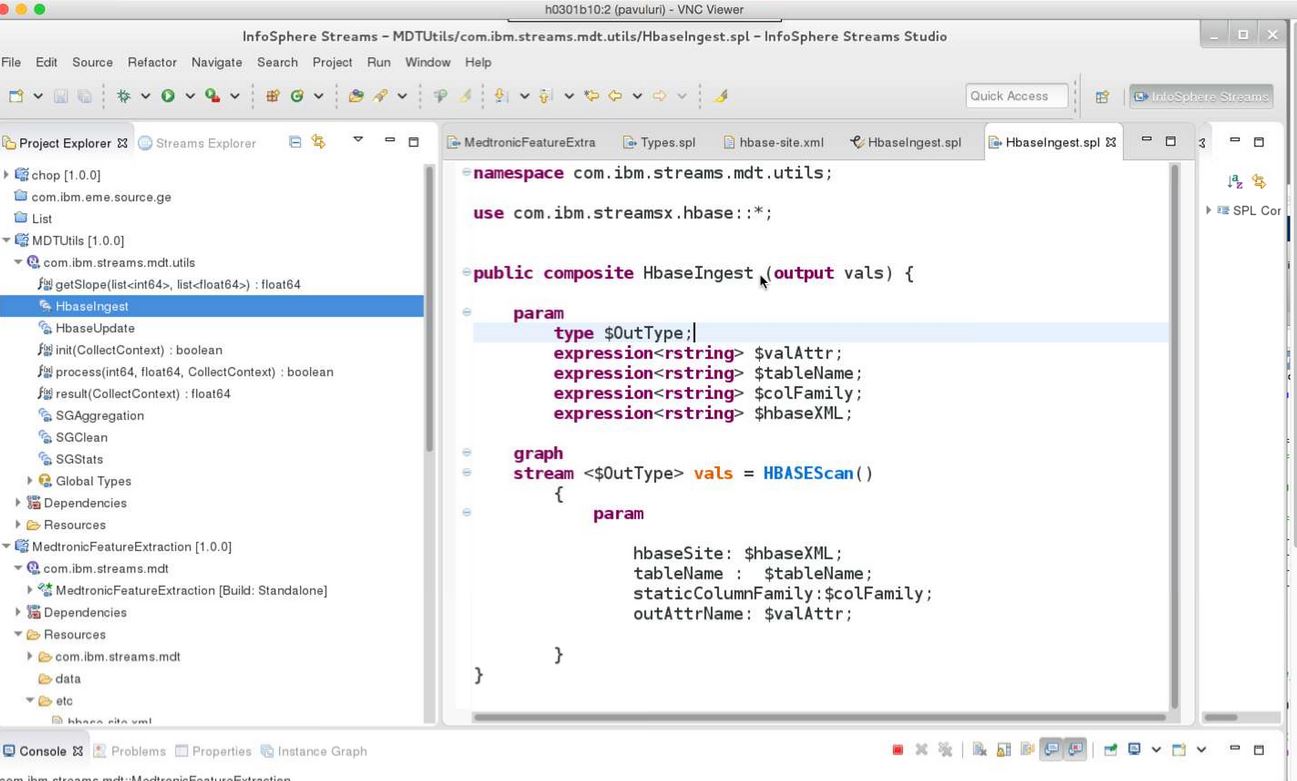 h0301b10:2 (pavuluri) - VNC Viewer
InfoSphere Streams – MDTUtils/com.ibm.streams.mdt.utils/HbaseIngest.spl – InfoSphere Streams Studio
File Edit Source Refactor Navigate Search Project Run Window Help
Quick Access
InfoSphere Streams
Project Explorer
Streams Explorer
MedtronicFeatureExtra
Types.spl
hbase-site.xml
HbaseIngest.spl
HbaseIngest.spl
chop [1.0.0]
com.ibm.eme.source.ge
List
MDTUtils [1.0.0]
com.ibm.streams.mdt.utils
getSlope(list<int64>, list<float64>) : float64
HbaseIngest
HbaseUpdate
init(CollectContext) : boolean
process(int64, float64, CollectContext) : boolean
result(CollectContext) : float64
SGAggregation
SGClean
SGStats
Global Types
Dependencies
Resources
MedtronicFeatureExtraction [1.0.0]
com.ibm.streams.mdt
MedtronicFeatureExtraction [Build: Standalone]
Dependencies
Resources
com.ibm.streams.mdt
data
etc
hbase-site.xml
namespace com.ibm.streams.mdt.utils;
use com.ibm.streamsx.hbase::*;
public composite HbaseIngest (output vals) {
param
type $OutType;
expression<rstring> $valAttr;
expression<rstring> $tableName;
expression<rstring> $colFamily;
expression<rstring> $hbaseXML;
graph
stream <$OutType> vals = HBASEScan()
{
param
hbaseSite: $hbaseXML;
tableName :  $tableName;
staticColumnFamily:$colFamily;
outAttrName: $valAttr;
}
}
SPL Cor
Console
Problems
Properties
Instance Graph
com.ibm.streams.mdt::MedtronicFeatureExtraction